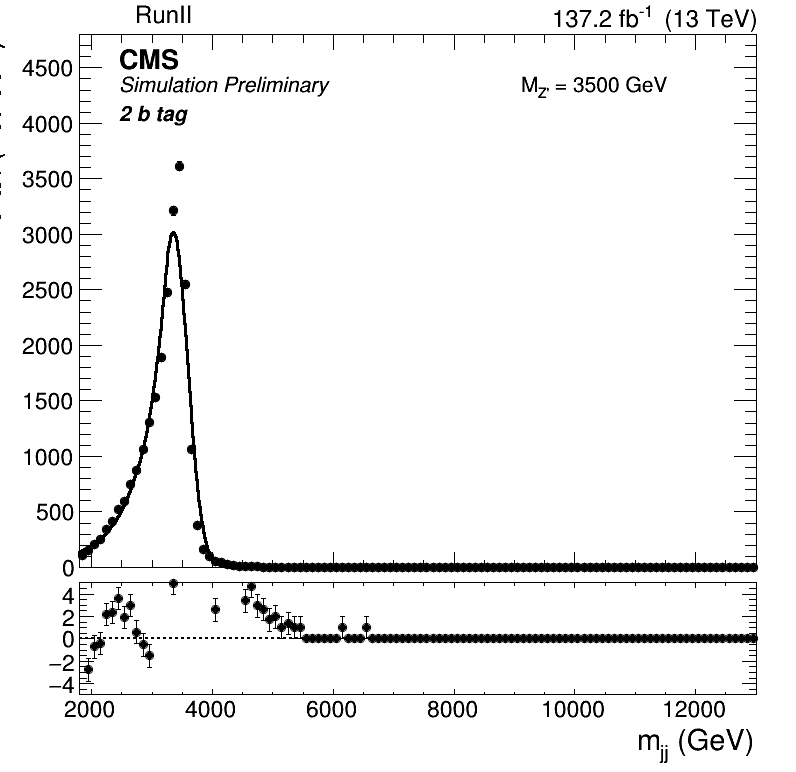 RunII
137.2 fb-1 (13 TeV)
CMS
Simulation Preliminary
MZ' = 3500 GeV
2 b tag
4500
4000
3500
3000
2500
2000
1500
1000
500
0
4
2
0
−2
−4
2000 4000 6000 8000 10000 12000
mjj (GeV)